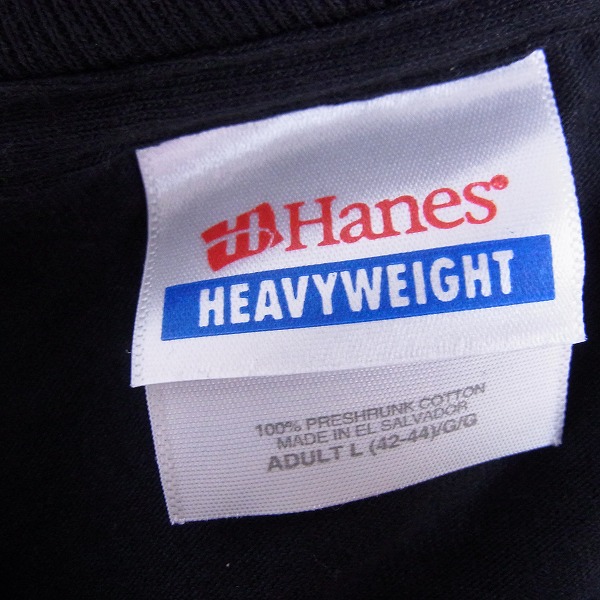 Hanes®
HEAVYWEIGHT
100% PRESHRUNK COTTON
MADE IN EL SALVADOR
ADULT L (42-44)/G/G